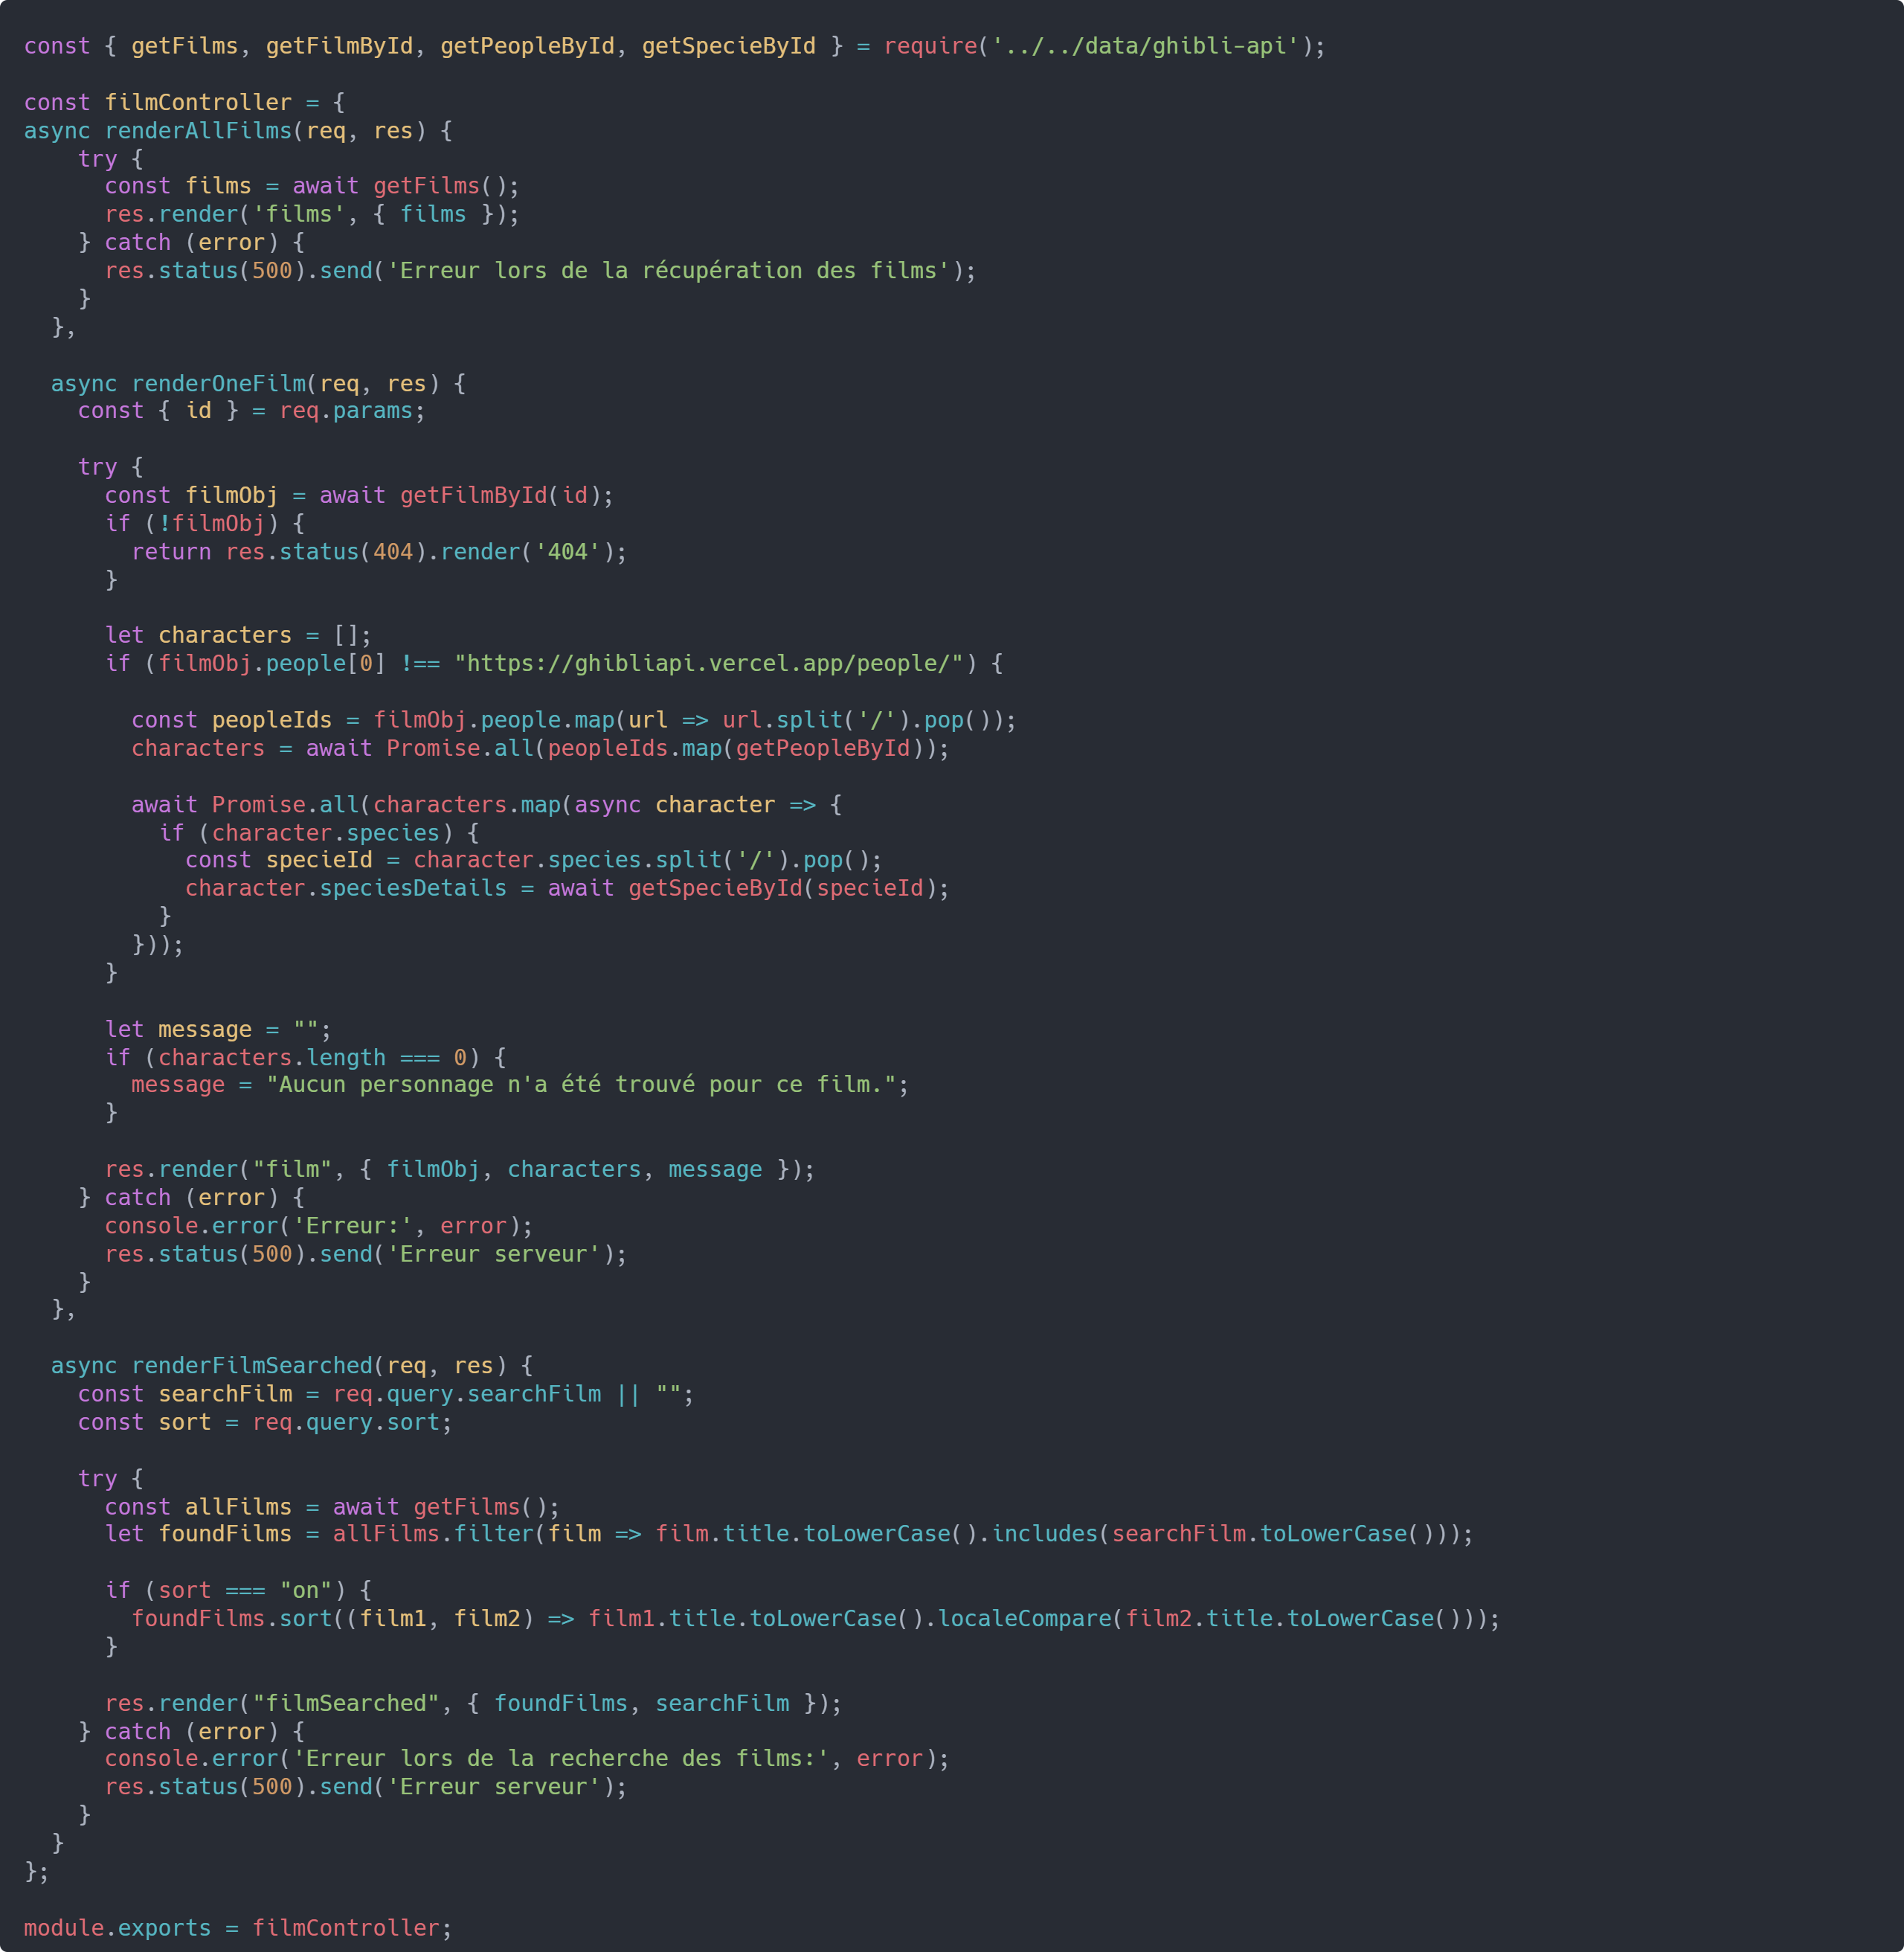 const { getFilms, getFilmById, getPeopleById, getSpecieById } = require('../../data/ghibli-api');

const filmController = {
async renderAllFilms(req, res) {
    try {
      const films = await getFilms();
      res.render('films', { films });
    } catch (error) {
      res.status(500).send('Erreur lors de la récupération des films');
    }
  },

  async renderOneFilm(req, res) {
    const { id } = req.params;

    try {
      const filmObj = await getFilmById(id);
      if (!filmObj) {
        return res.status(404).render('404');
      }

      let characters = [];
      if (filmObj.people[0] !== "https://ghibliapi.vercel.app/people/") {

        const peopleIds = filmObj.people.map(url => url.split('/').pop());
        characters = await Promise.all(peopleIds.map(getPeopleById));

        await Promise.all(characters.map(async character => {
          if (character.species) {
            const specieId = character.species.split('/').pop();
            character.speciesDetails = await getSpecieById(specieId);
          }
        }));
      }

      let message = "";
      if (characters.length === 0) {
        message = "Aucun personnage n'a été trouvé pour ce film.";
      }

      res.render("film", { filmObj, characters, message });
    } catch (error) {
      console.error('Erreur:', error);
      res.status(500).send('Erreur serveur');
    }
  },

  async renderFilmSearched(req, res) {
    const searchFilm = req.query.searchFilm || "";
    const sort = req.query.sort;

    try {
      const allFilms = await getFilms();
      let foundFilms = allFilms.filter(film => film.title.toLowerCase().includes(searchFilm.toLowerCase()));

      if (sort === "on") {
        foundFilms.sort((film1, film2) => film1.title.toLowerCase().localeCompare(film2.title.toLowerCase()));
      }

      res.render("filmSearched", { foundFilms, searchFilm });
    } catch (error) {
      console.error('Erreur lors de la recherche des films:', error);
      res.status(500).send('Erreur serveur');
    }
  }
};

module.exports = filmController;